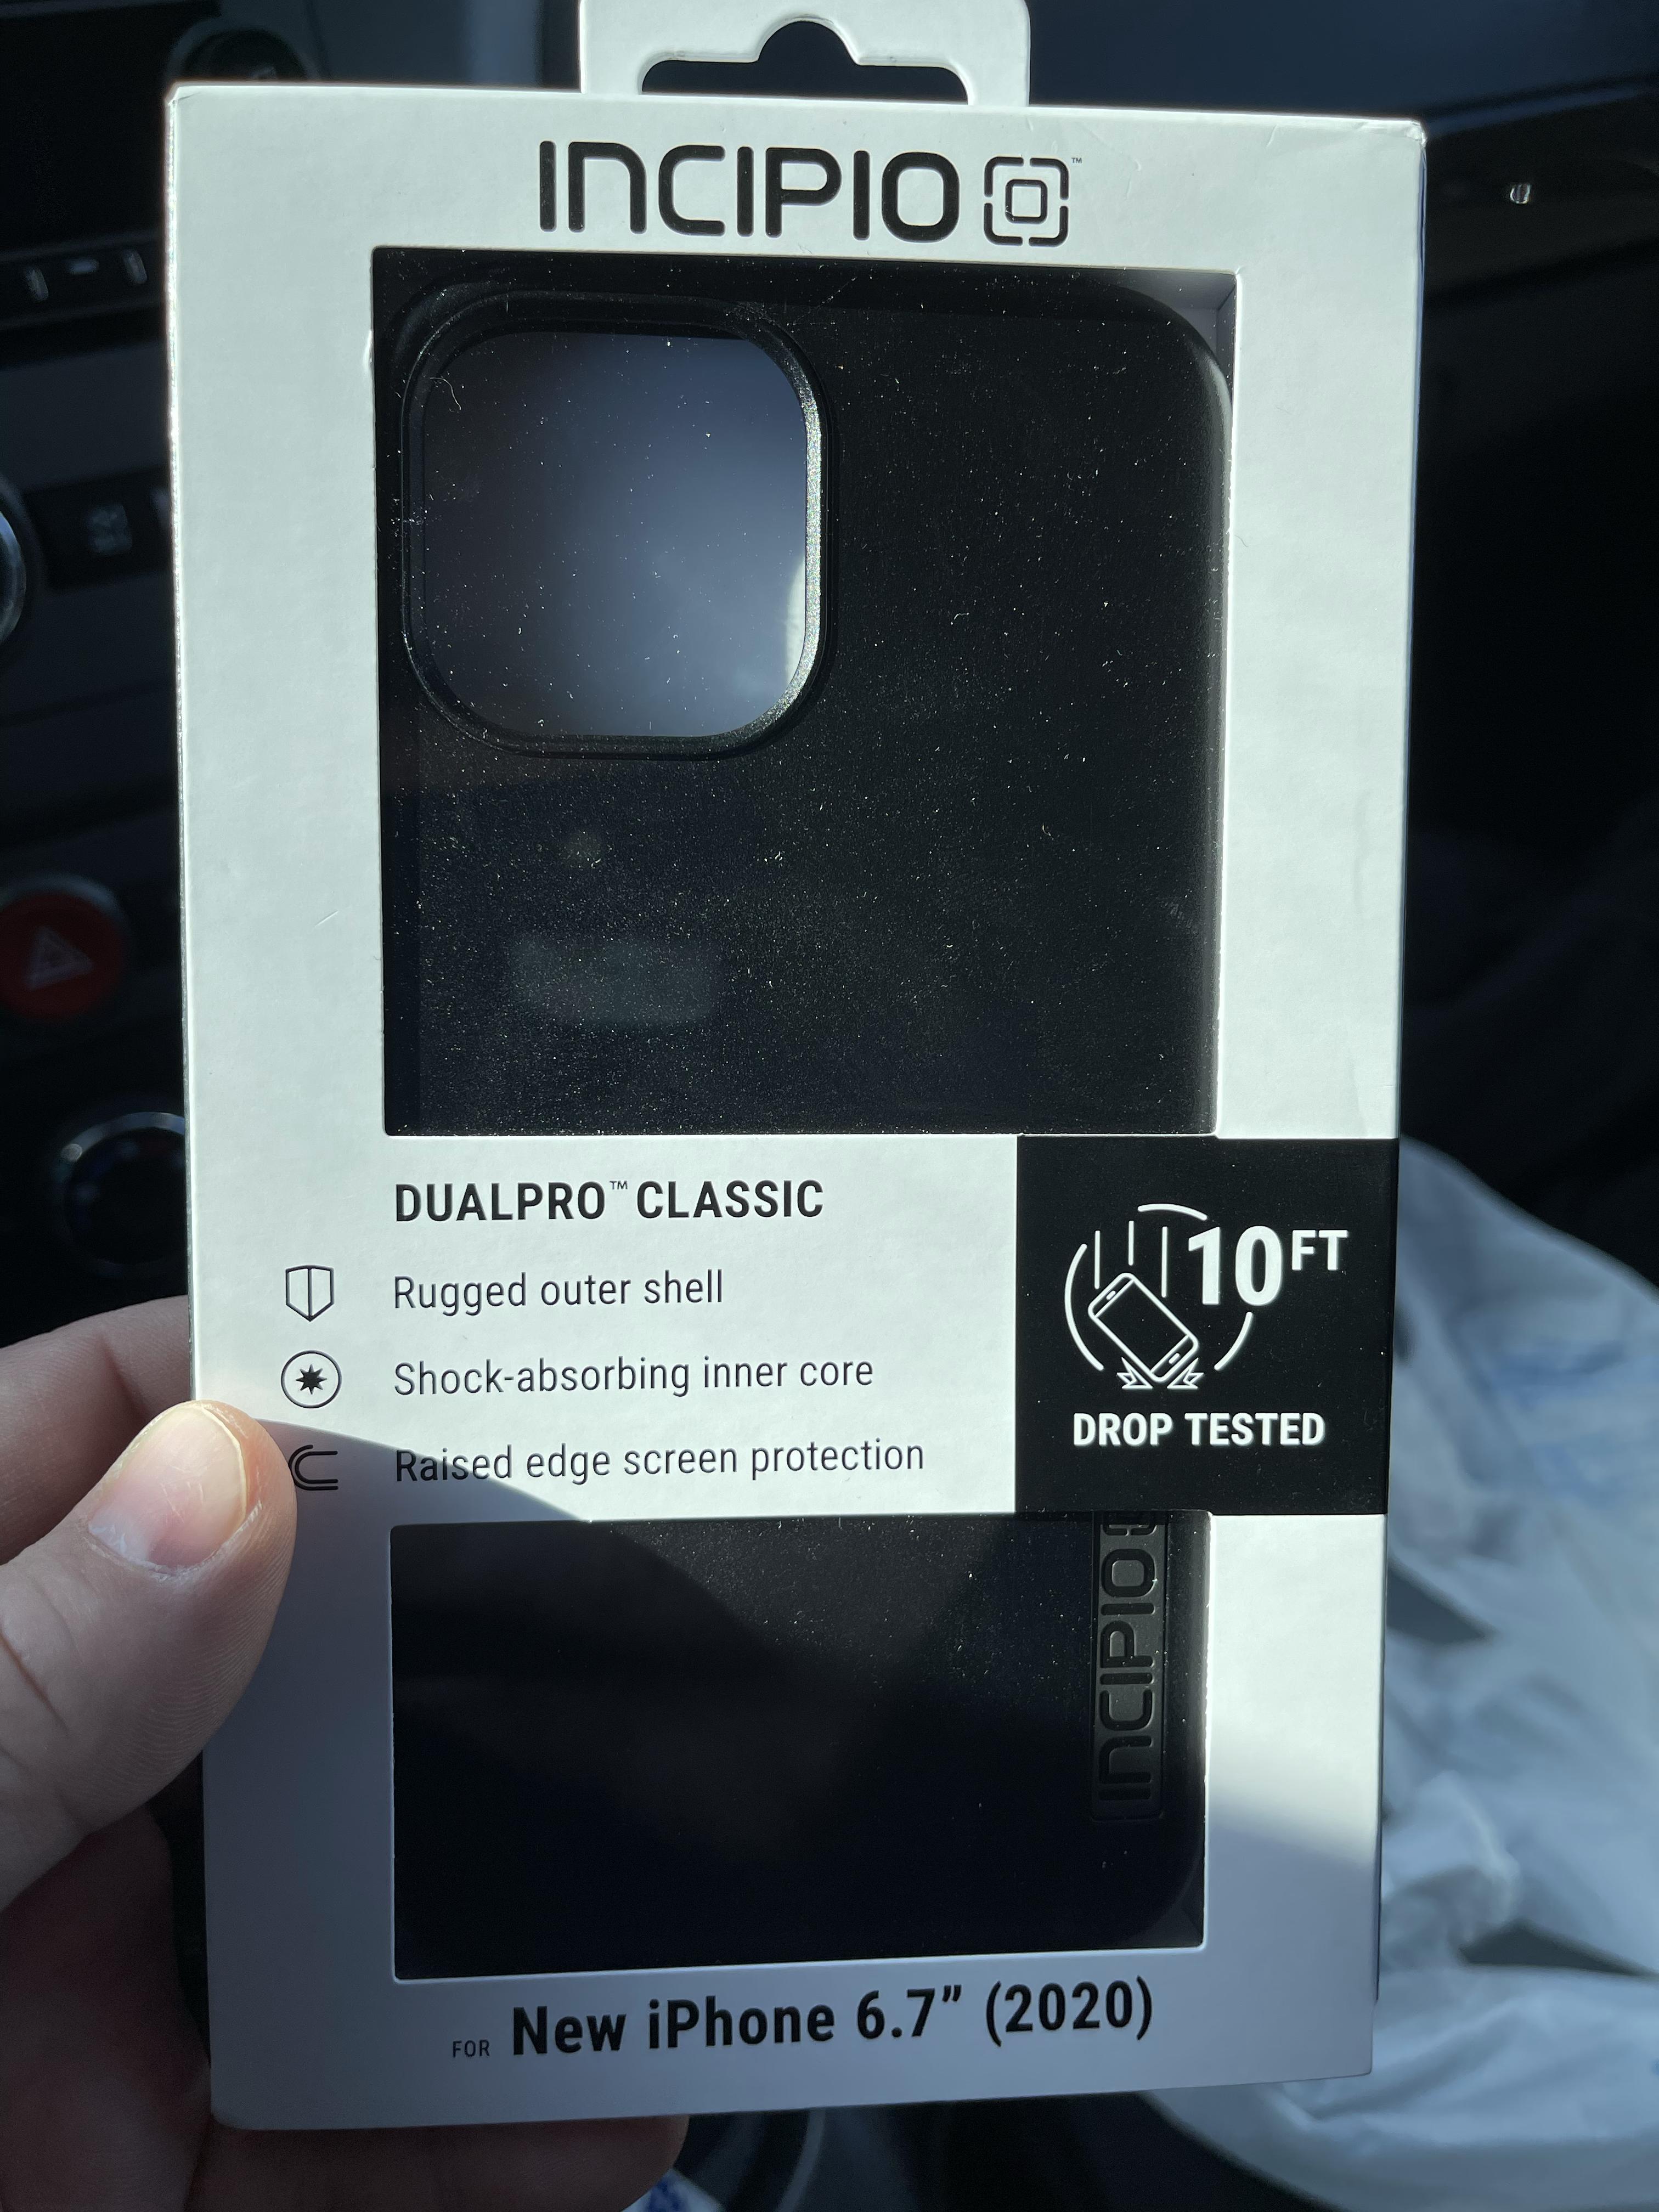 INCIPIO ™
DUALPRO™ CLASSIC
Rugged outer shell
Shock-absorbing inner core
Raised edge screen protection
10FT
DROP TESTED
INCIPIO
FOR New iPhone 6.7” (2020)